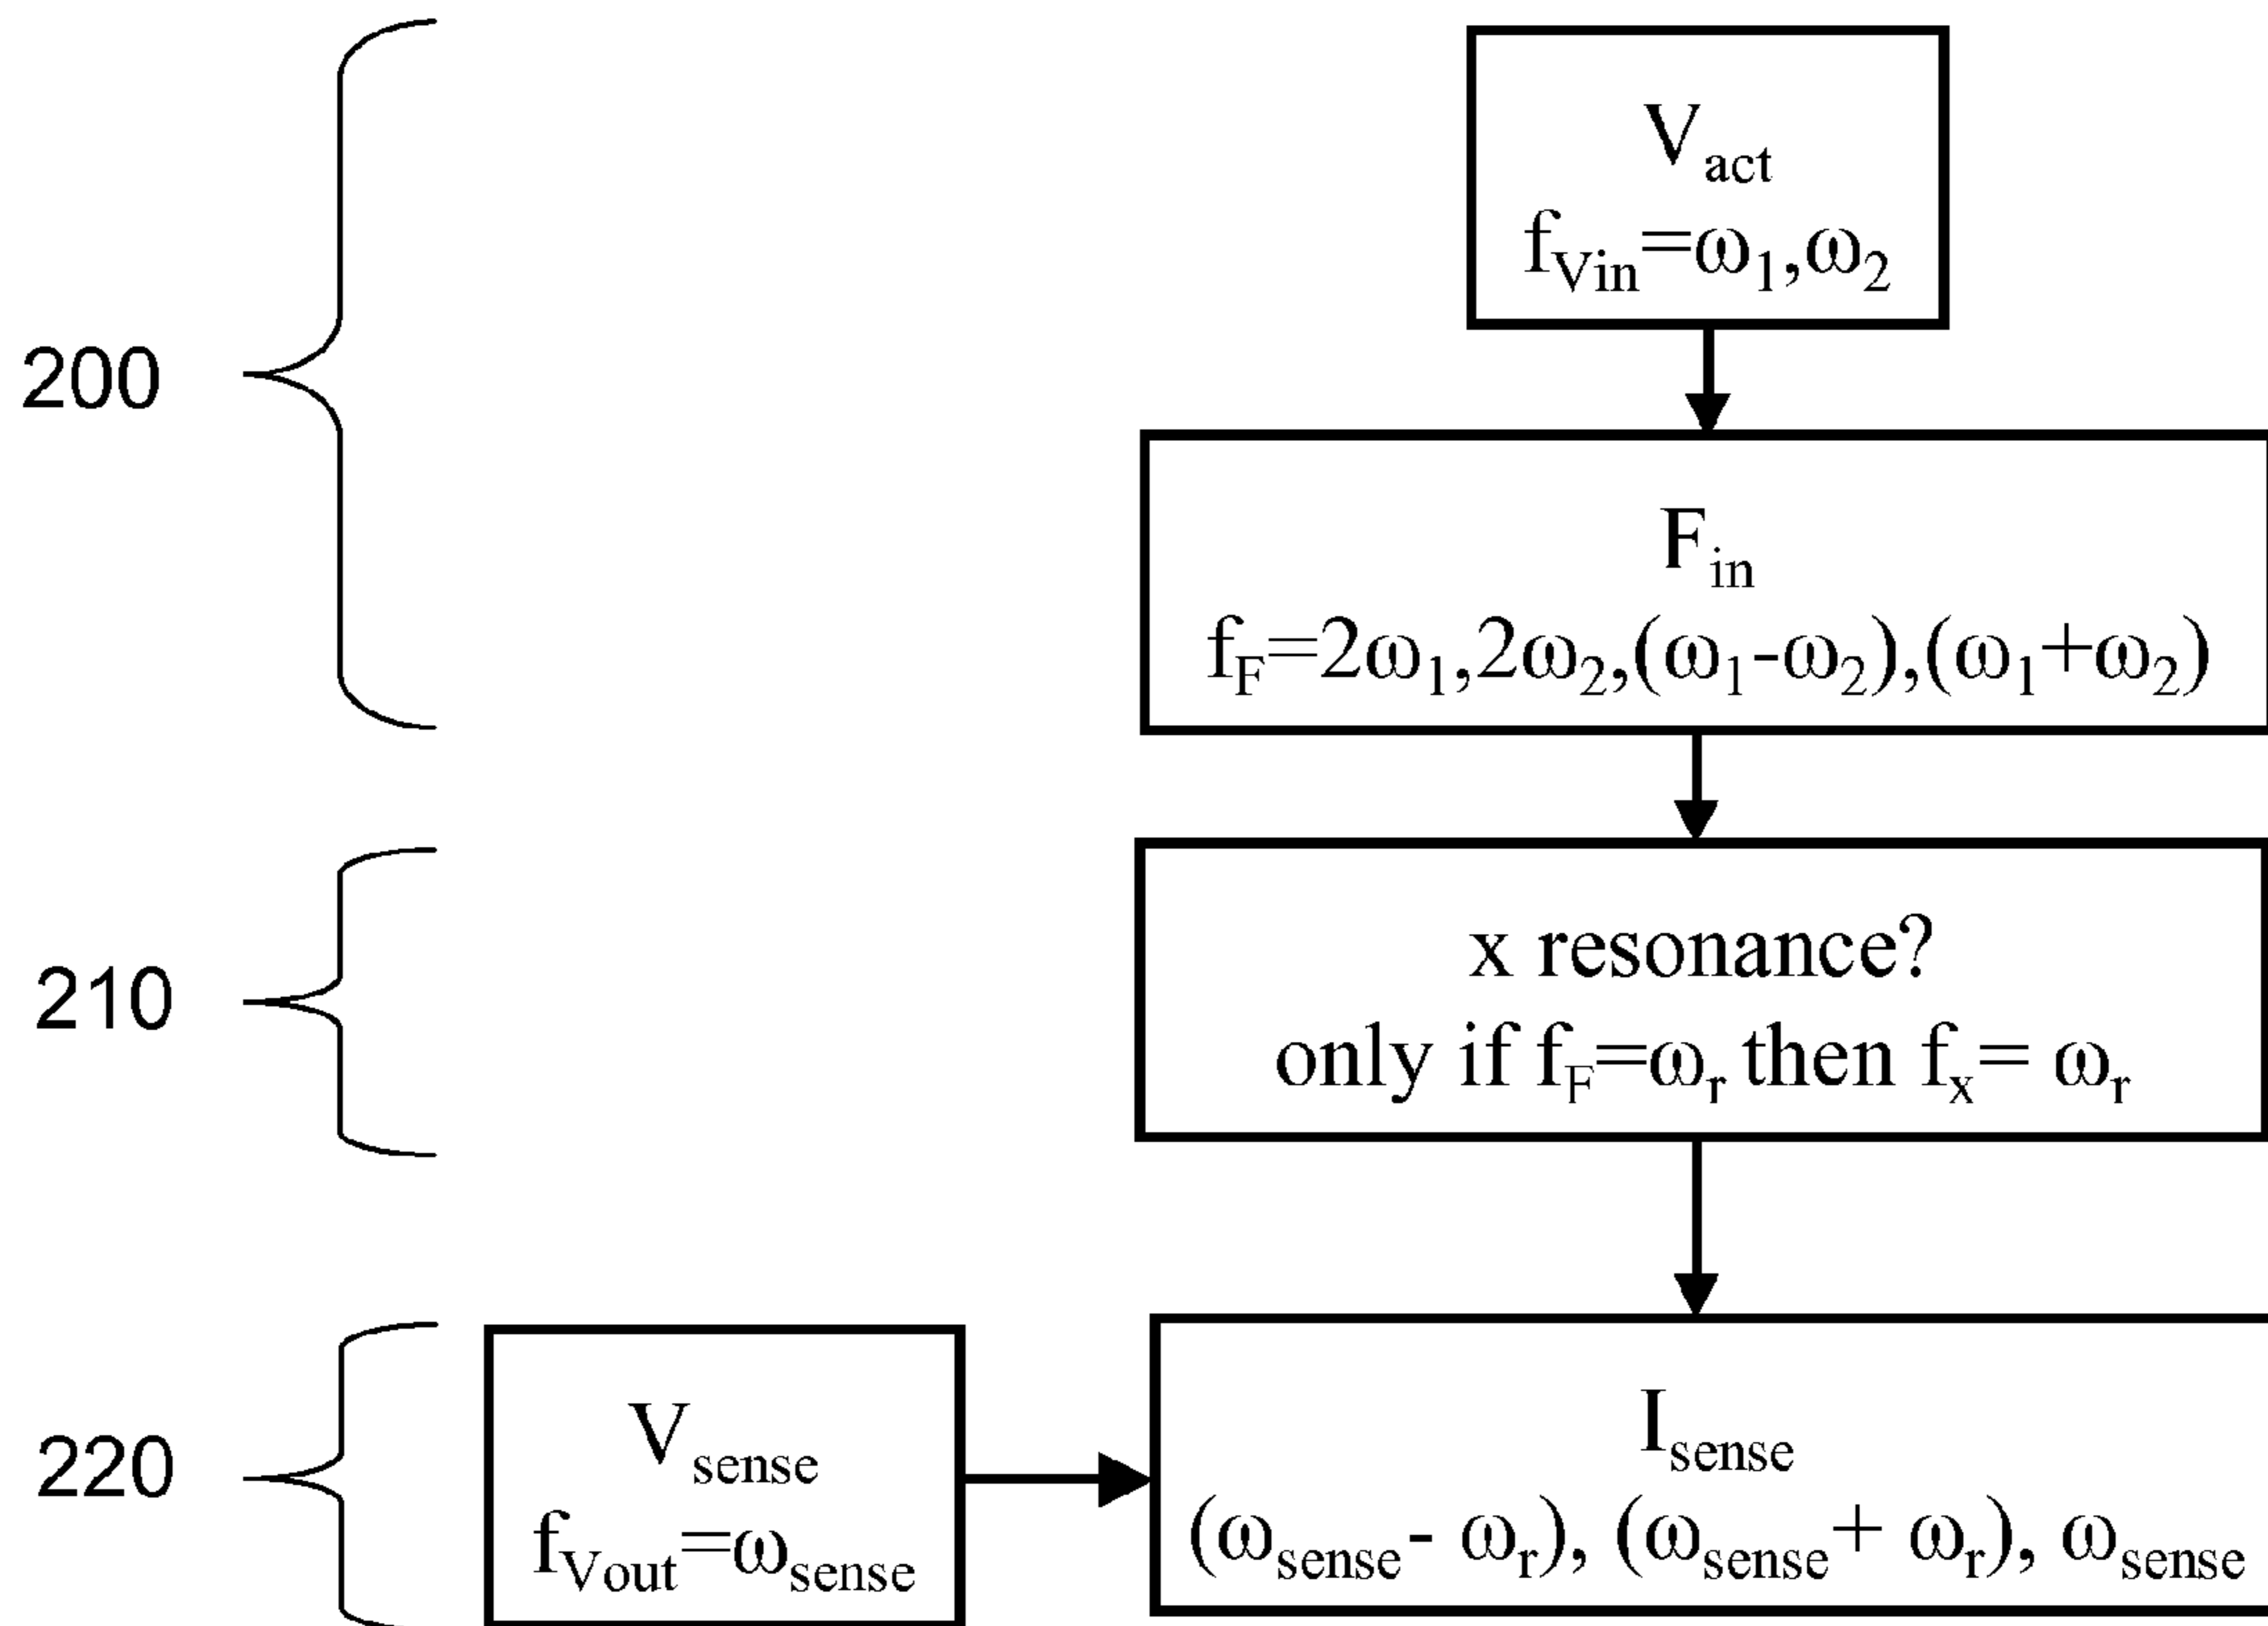 V_act
f_Vin=ω₁,ω₂
200
F_in
f_F=2ω₁,2ω₂,(ω₁-ω₂),(ω₁+ω₂)
x resonance?
210
only if f_F=ω_r then f_x= ω_r
V_sense
I_sense
220
f_Vout=ω_sense
(ω_sense- ω_r), (ω_sense+ ω_r), ω_sense